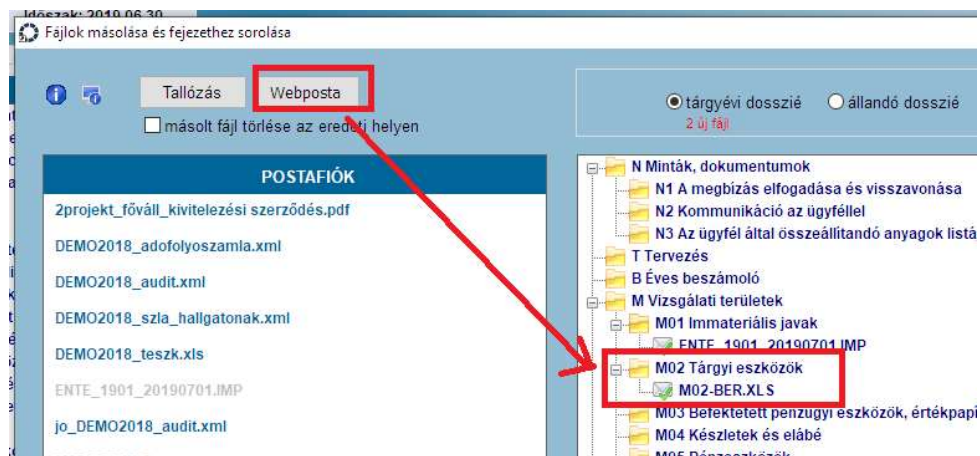 Időszak: 2019.06.30
Fájlok másolása és fejezethez sorolása
Tallózás
Webposta
másolt fájl törlése az eredeti helyen
tárgyévi dosszié
állandó dosszié
2 új fájl
POSTAFIÓK
2projekt_főváll_kivitelezési szerződés.pdf
DEMO2018_adofolyoszamla.xml
DEMO2018_audit.xml
DEMO2018_szla_hallgatonak.xml
DEMO2018_teszk.xls
ENTE_1901_20190701.IMP
jo_DEMO2018_audit.xml
N Minták, dokumentumok
N1 A megbízás elfogadása és visszavonása
N2 Kommunikáció az ügyféllel
N3 Az ügyfél által összeállítandó anyagok listá
T Tervezés
B Éves beszámoló
M Vizsgálati területek
M01 Immateriális javak
ENTE_1901_20190701.IMP
M02 Tárgyi eszközök
M02-BER.XLS
M03 Befektetett pénzügyi eszközök, értékpapí
M04 Készletek és elábé
M05 Pénzeszközök